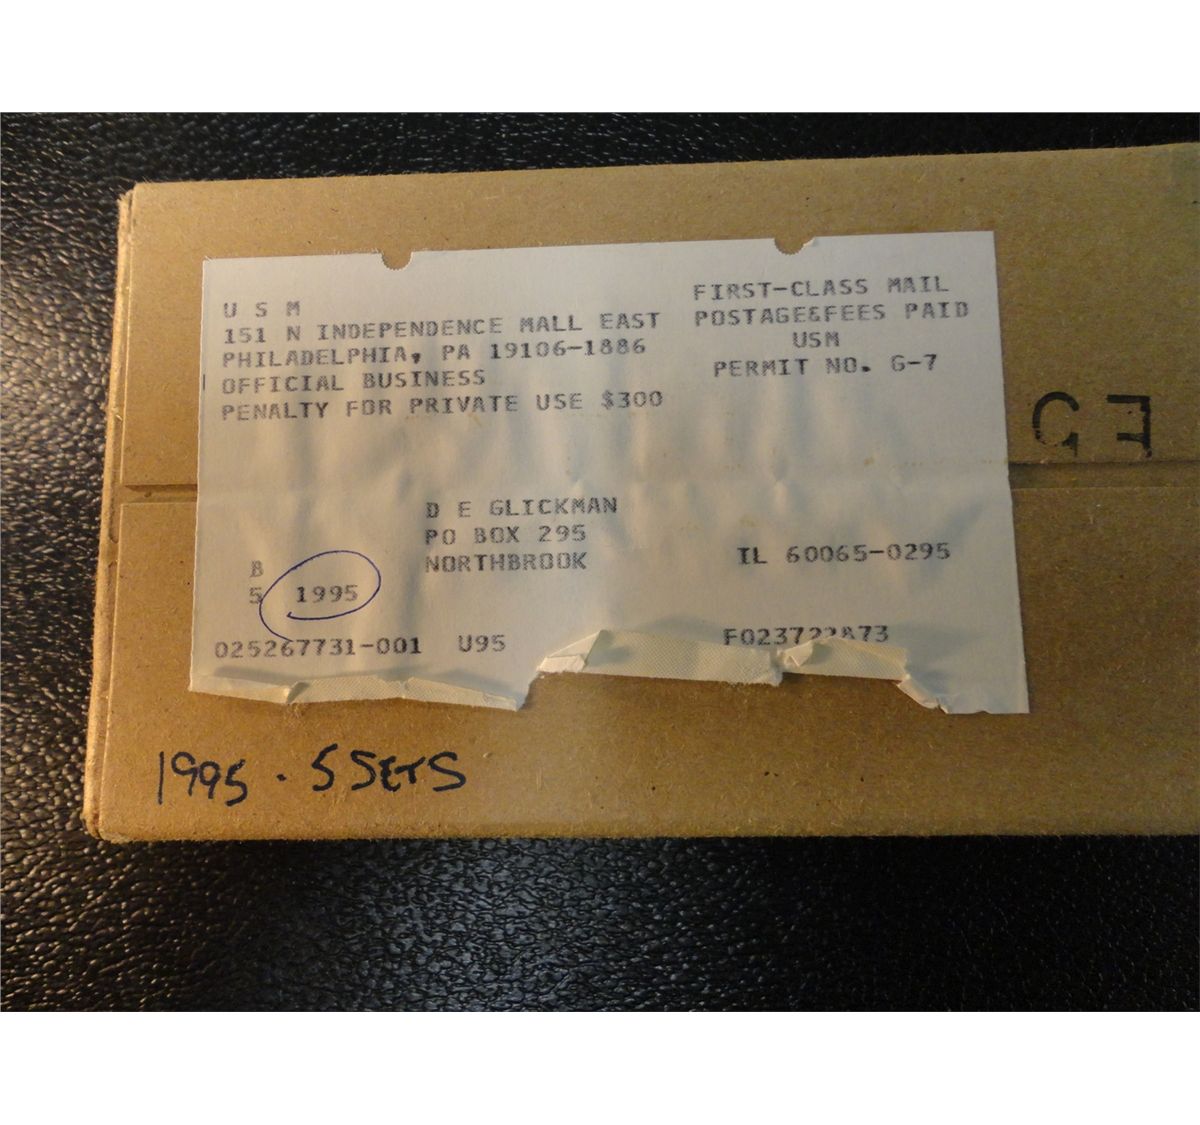 U S M
151 N INDEPENDENCE MALL EAST
PHILADELPHIA, PA 19106-1886
OFFICIAL BUSINESS
PENALTY FOR PRIVATE USE $300
FIRST-CLASS MAIL
POSTAGE&FEES PAID
USM
PERMIT NO. G-7
D E GLICKMAN
PO BOX 295
NORTHBROOK IL 60065-0295
B
5 1995
025267731-001 U95
1995 - 5 SETS